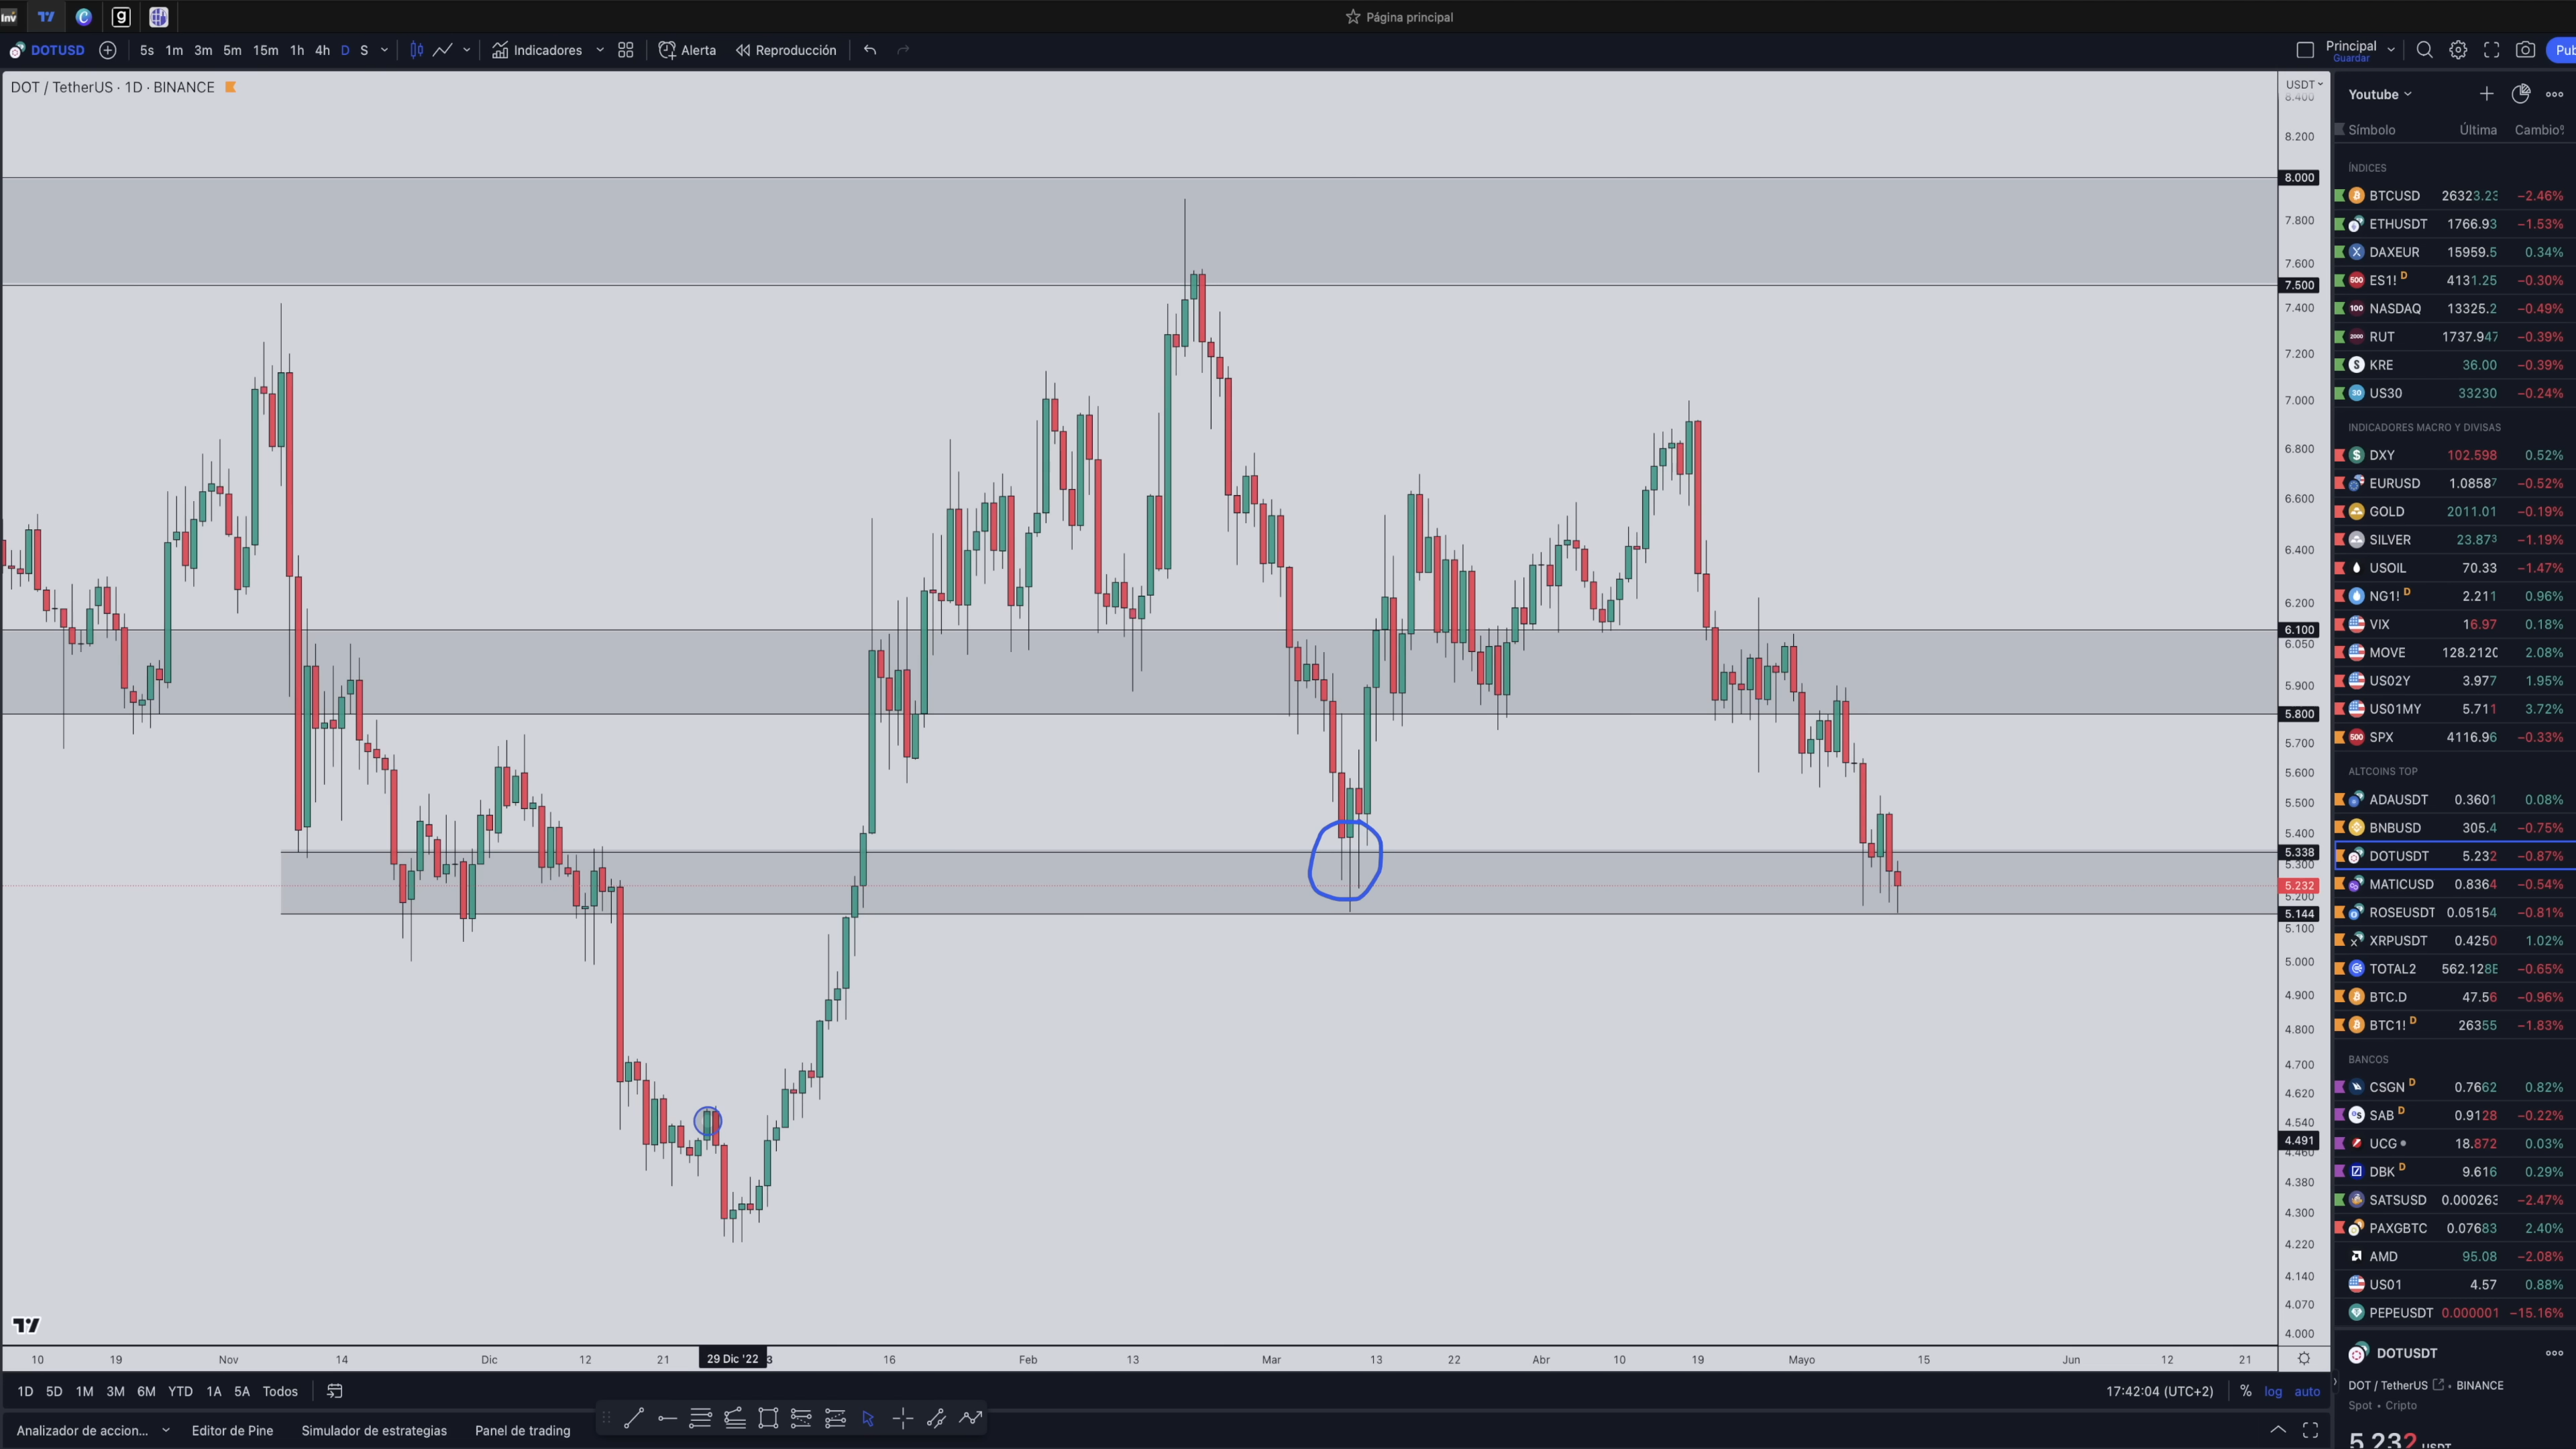 Inv
Página principal
DOTUSD 5s 1m 3m 5m 15m 1h 4h D S Indicadores Alerta Reproducción Principal
Guardar
Pub
DOT / TetherUS · 1D · BINANCE
USDT
8.400
8.200
8.000
7.800
7.600
7.500
7.400
7.200
7.000
6.800
6.600
6.400
6.200
6.100
6.050
5.900
5.800
5.700
5.600
5.500
5.400
5.338
5.300
5.232
5.200
5.144
5.100
5.000
4.900
4.800
4.700
4.620
4.540
4.491
4.460
4.380
4.300
4.220
4.140
4.070
4.000
10 19 Nov 14 21 Dic 12 29 Dic '22 3 16 Feb 13 Mar 13 22 Abr 10 19 Mayo 15 Jun 12 21
1D 5D 1M 3M 6M YTD 1A 5A Todos 17:42:04 (UTC+2) % log auto
Analizador de accion... Editor de Pine Simulador de estrategias Panel de trading
Youtube
Símbolo Última Cambio%
ÍNDICES
BTCUSD 26323.23 −2.46%
ETHUSDT 1766.93 −1.53%
DAXEUR 15959.5 0.34%
500 ES1! D 4131.25 −0.30%
100 NASDAQ 13325.2 −0.49%
2000 RUT 1737.947 −0.39%
KRE 36.00 −0.39%
30 US30 33230 −0.24%
INDICADORES MACRO Y DIVISAS
DXY 102.598 0.52%
EURUSD 1.08587 −0.52%
GOLD 2011.01 −0.19%
SILVER 23.873 −1.19%
USOIL 70.33 −1.47%
NG1! D 2.211 0.96%
VIX 16.97 0.18%
MOVE 128.2120 2.08%
US02Y 3.977 1.95%
US01MY 5.711 3.72%
500 SPX 4116.96 −0.33%
ALTCOINS TOP
ADAUSDT 0.3601 0.08%
BNBUSD 305.4 −0.75%
DOTUSDT 5.232 −0.87%
MATICUSD 0.8364 −0.54%
ROSEUSDT 0.05154 −0.81%
XRPUSDT 0.4250 1.02%
TOTAL2 562.128B −0.65%
BTC.D 47.56 −0.96%
BTC1! D 26355 −1.83%
BANCOS
CSGN D 0.7662 0.82%
SAB D 0.9128 −0.22%
UCG 18.872 0.03%
DBK D 9.616 0.29%
SATSUSD 0.000263 −2.47%
PAXGBTC 0.07683 2.40%
AMD 95.08 −2.08%
US01 4.57 0.88%
PEPEUSDT 0.000001 −15.16%
DOTUSDT
DOT / TetherUS • BINANCE
Spot • Cripto
5.232 USDT